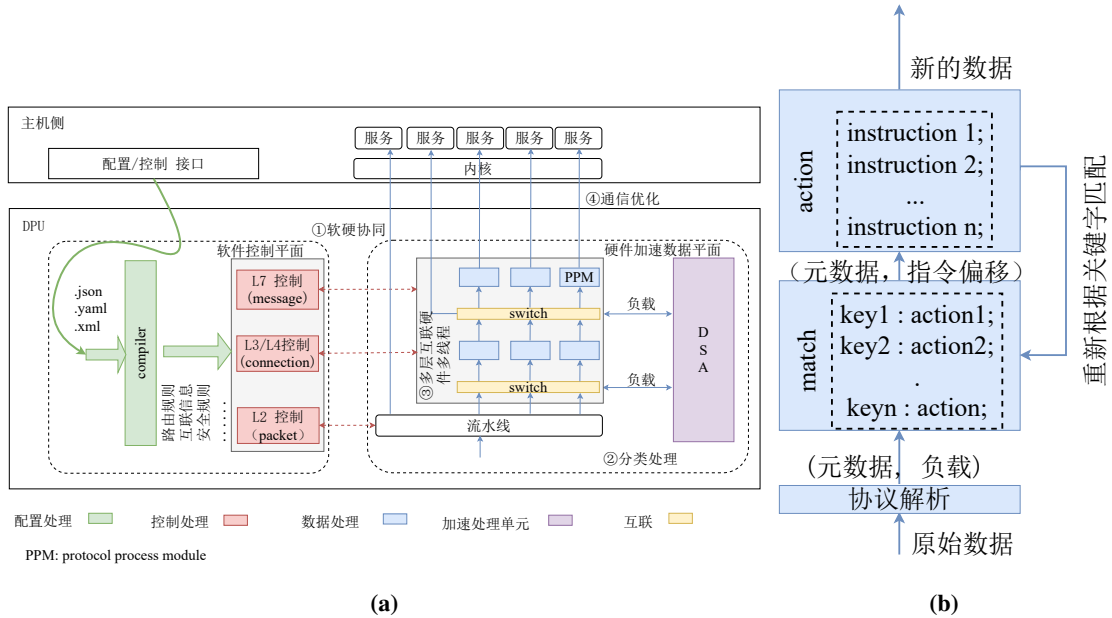 主机侧
配置/控制 接口
服务
服务
服务
服务
服务
内核
④通信优化
DPU
①软硬协同
.json
.yaml
.xml
compiler
路由规则
互联信息
安全规则
......
软件控制平面
L7 控制
(message)
L3/L4控制
(connection)
L2 控制
(packet)
硬件加速数据平面
PPM
③多层互联硬
件多线程
switch
负载
switch
负载
DSA
流水线
②分类处理
配置处理
控制处理
数据处理
加速处理单元
互联
PPM: protocol process module
(a)
新的数据
action
instruction 1;
instruction 2;
...
instruction n;
重新根据关键字匹配
(元数据，指令偏移)
match
key1 : action1;
key2 : action2;
.
keyn : action;
(元数据，负载)
协议解析
原始数据
(b)